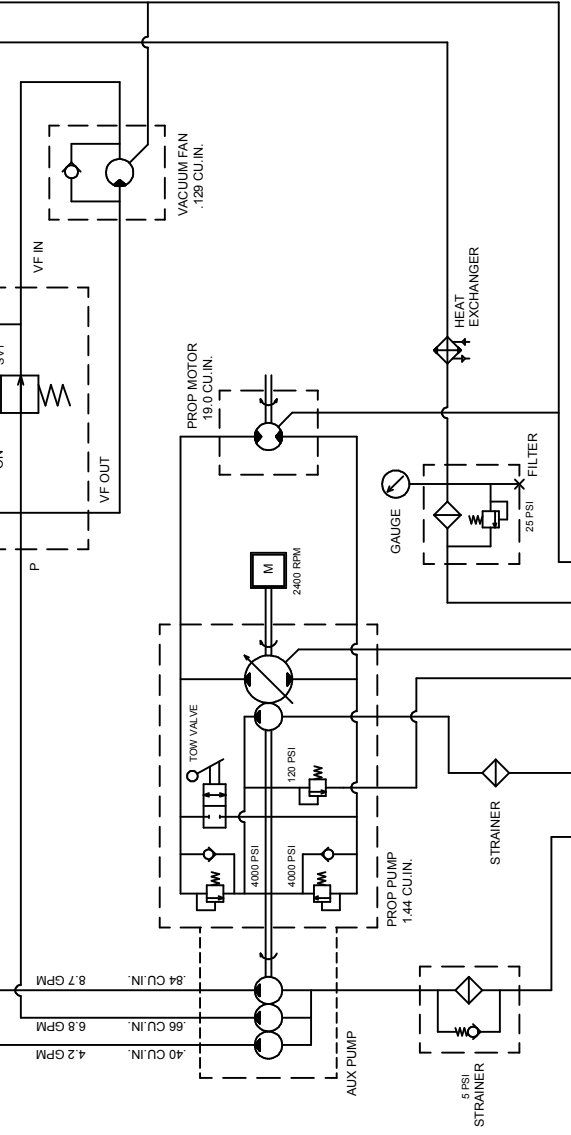 VACUUM FAN
.129 CU.IN.
VF IN
SV1
ON
VF OUT
P
PROP MOTOR
19.0 CU.IN.
HEAT
EXCHANGER
GAUGE
FILTER
25 PSI
M
2400 RPM
TOW VALVE
120 PSI
4000 PSI
4000 PSI
PROP PUMP
1.44 CU.IN.
STRAINER
8.7 GPM
.84 CU.IN.
6.8 GPM
.66 CU.IN.
4.2 GPM
.40 CU.IN.
AUX PUMP
5 PSI
STRAINER